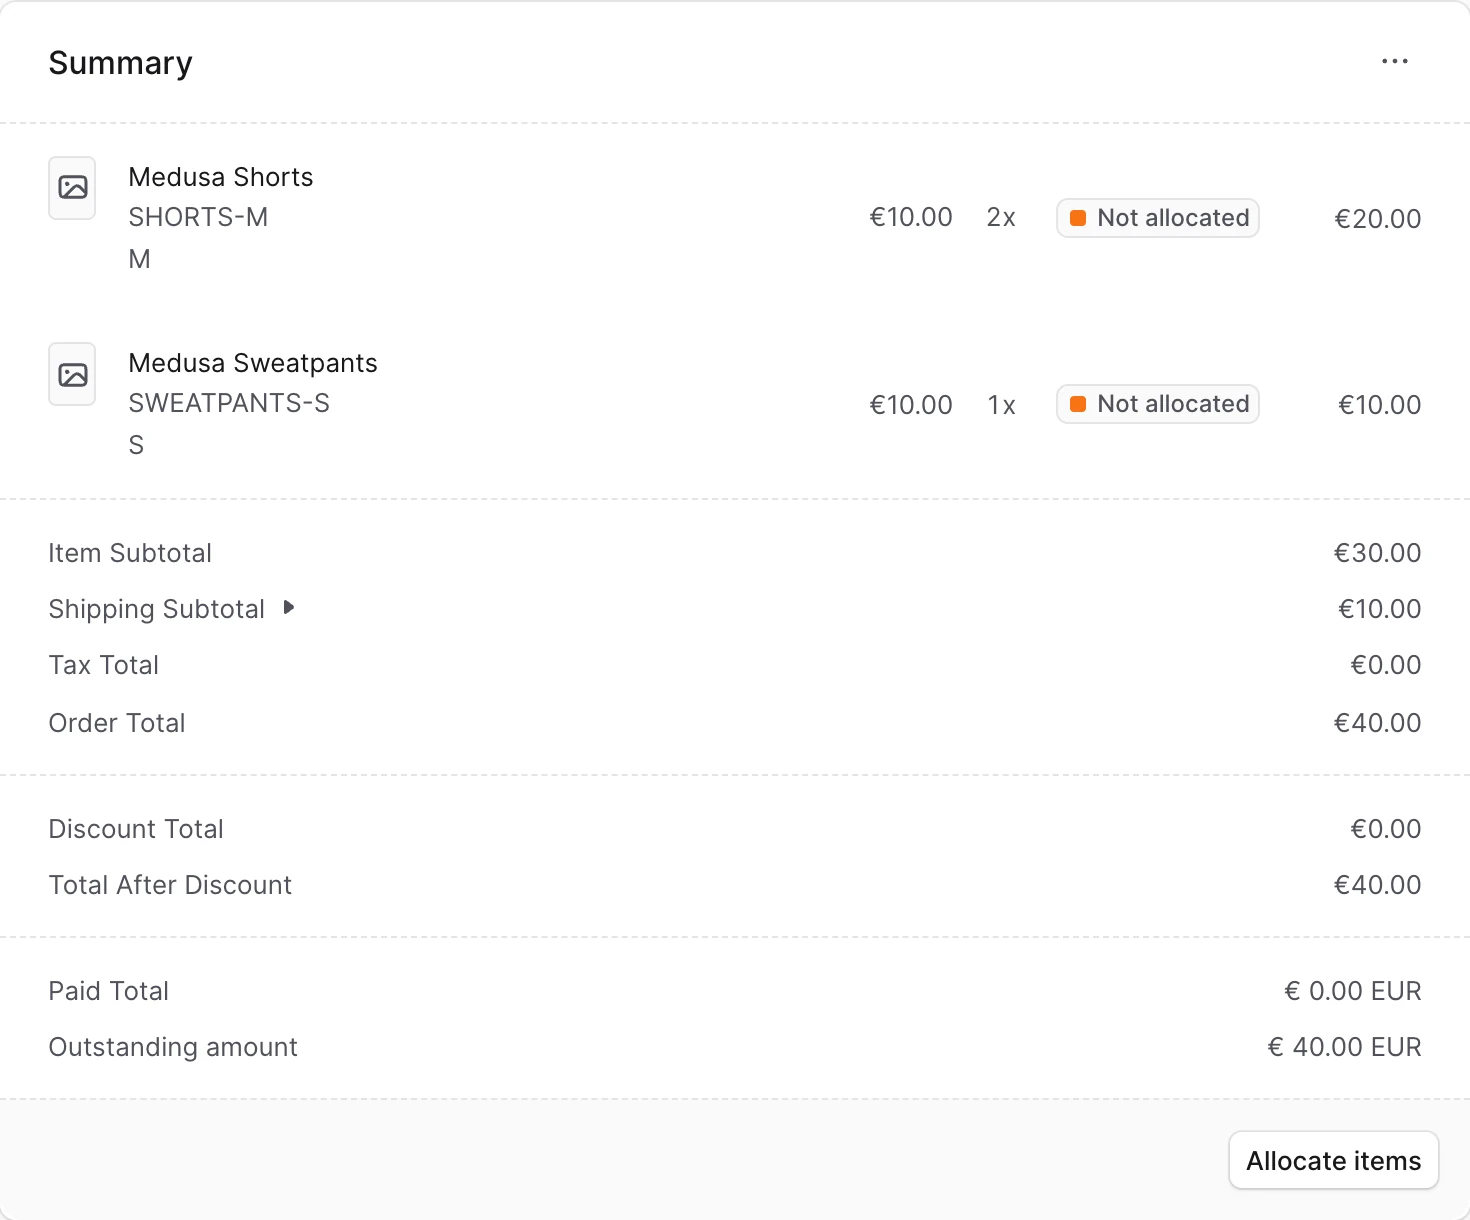 Summary
Medusa Shorts
SHORTS-M
M
€10.00 2x Not allocated €20.00
Medusa Sweatpants
SWEATPANTS-S
S
€10.00 1x Not allocated €10.00
Item Subtotal €30.00
Shipping Subtotal €10.00
Tax Total €0.00
Order Total €40.00
Discount Total €0.00
Total After Discount €40.00
Paid Total € 0.00 EUR
Outstanding amount € 40.00 EUR
Allocate items